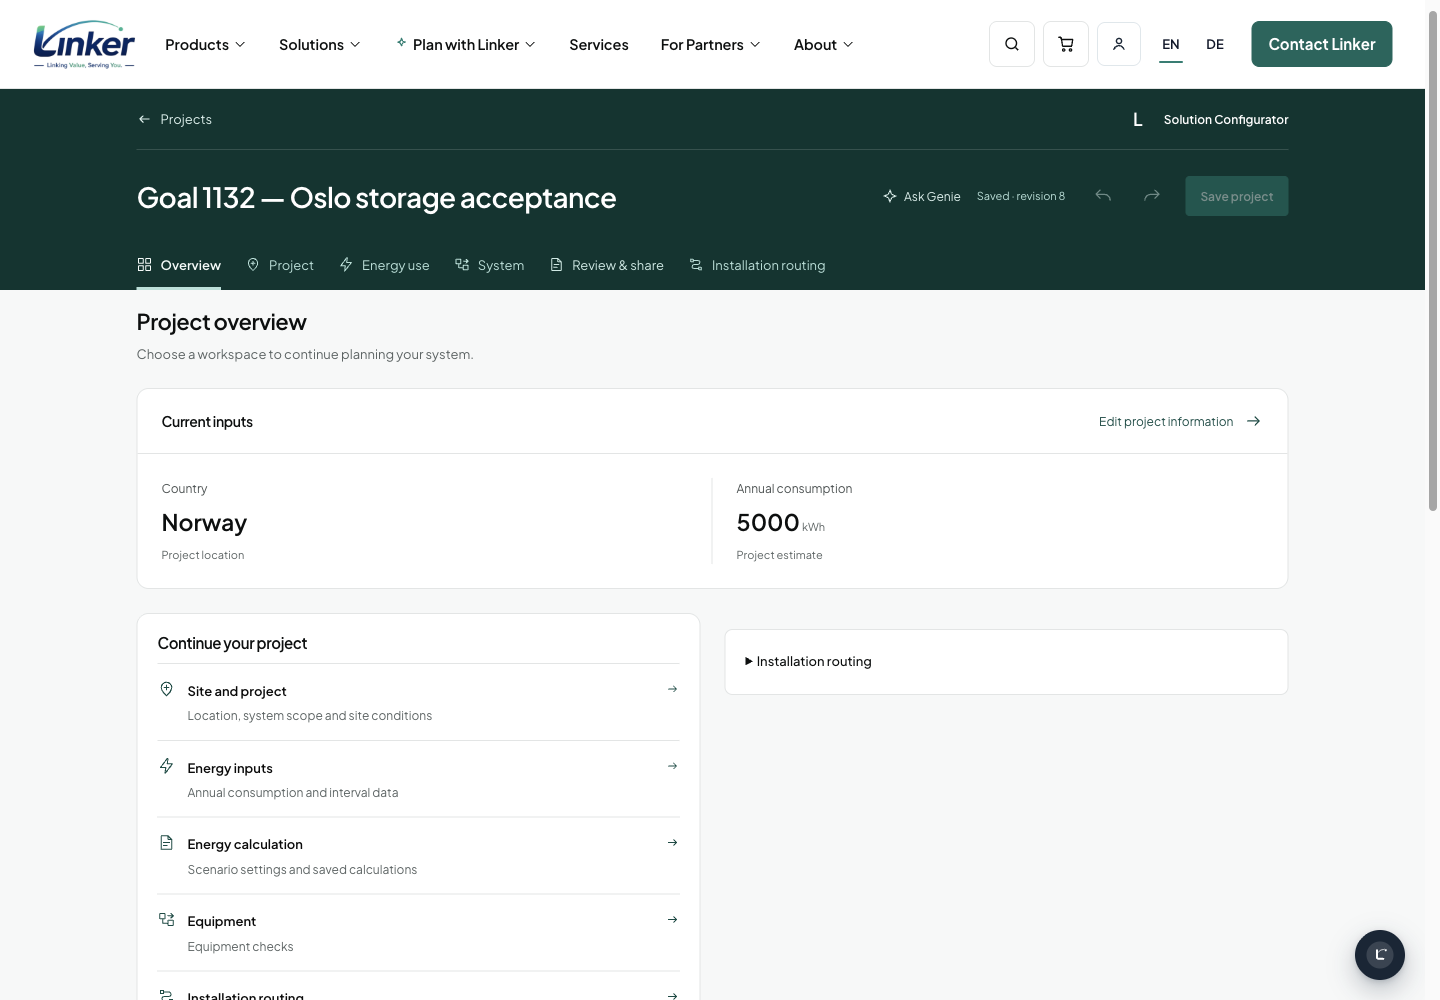 Linker
Linking Value, Serving You.
Products
Solutions
Plan with Linker
Services
For Partners
About
EN
DE
Contact Linker
Projects
L
Solution Configurator
Goal 1132 — Oslo storage acceptance
Ask Genie
Saved · revision 8
Save project
Overview
Project
Energy use
System
Review & share
Installation routing
Project overview
Choose a workspace to continue planning your system.
Current inputs
Edit project information
Country
Norway
Project location
Annual consumption
5000 kWh
Project estimate
Continue your project
Site and project
Location, system scope and site conditions
Energy inputs
Annual consumption and interval data
Energy calculation
Scenario settings and saved calculations
Equipment
Equipment checks
Installation routing
Installation routing
L